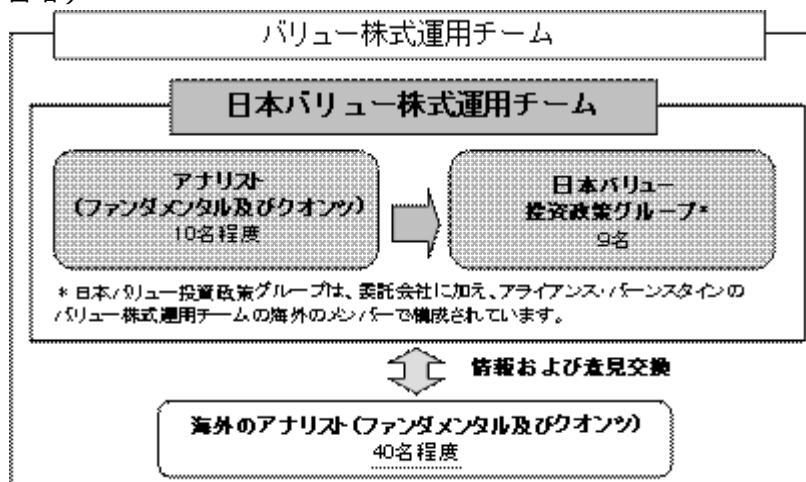 バリュー株式運用チーム
日本バリュー株式運用チーム
アナリスト
(ファンダメンタル及びクオンツ)
10名程度
日本バリュー
投資政策グループ*
9名
* 日本バリュー投資政策グループは、委託会社に加え、アライアンス・バーンスタインの
バリュー株式運用チームの海外のメンバーで構成されています。
情報および意見交換
海外のアナリスト(ファンダメンタル及びクオンツ)
40名程度